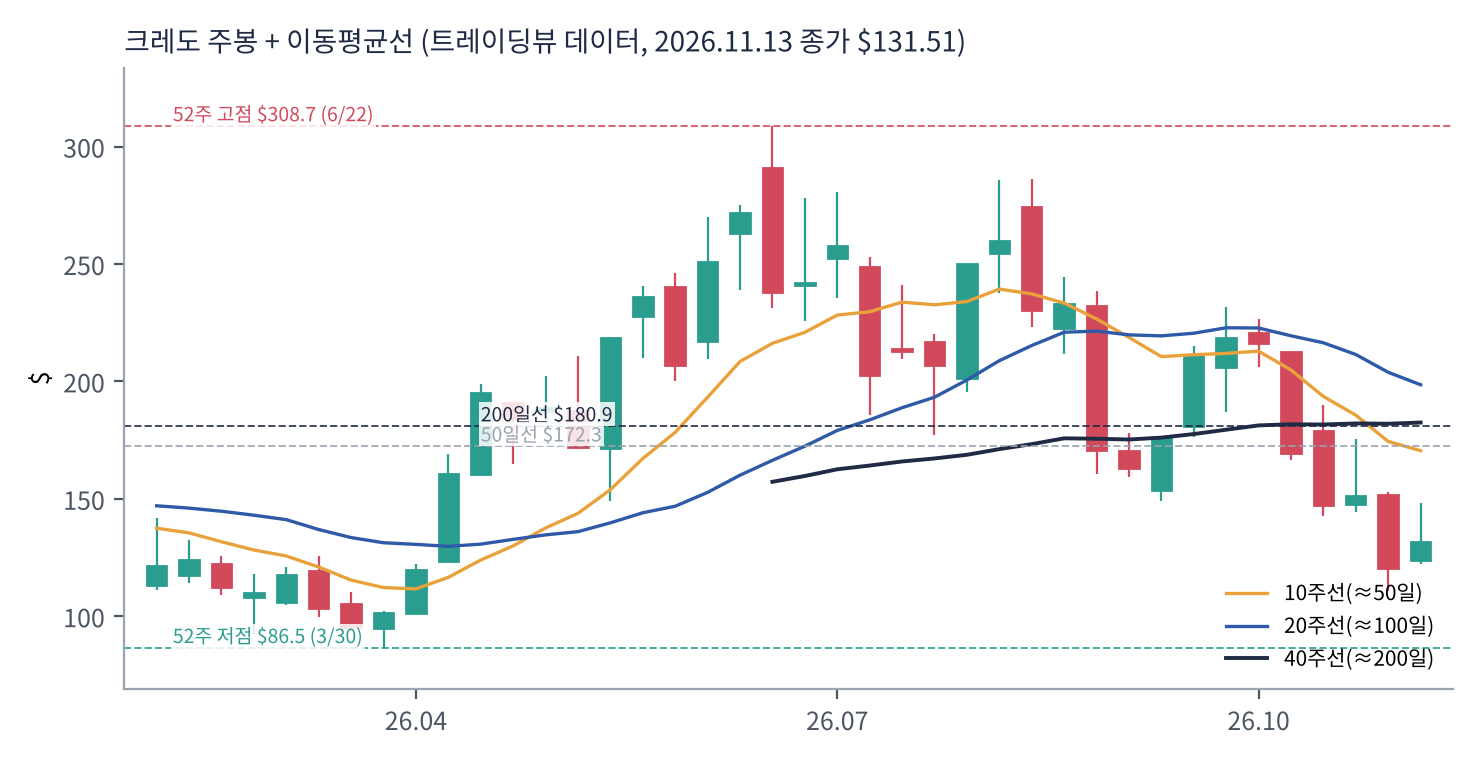 크레도 주봉 + 이동평균선 (트레이딩뷰 데이터, 2026.11.13 종가 $131.51)
52주 고점 $308.7 (6/22)
300
250
$
200
200일선 $180.9
50일선 $172.3
150
100
10주선(≈50일)
20주선(≈100일)
52주 저점 $86.5 (3/30)
40주선(≈200일)
26.04
26.07
26.10